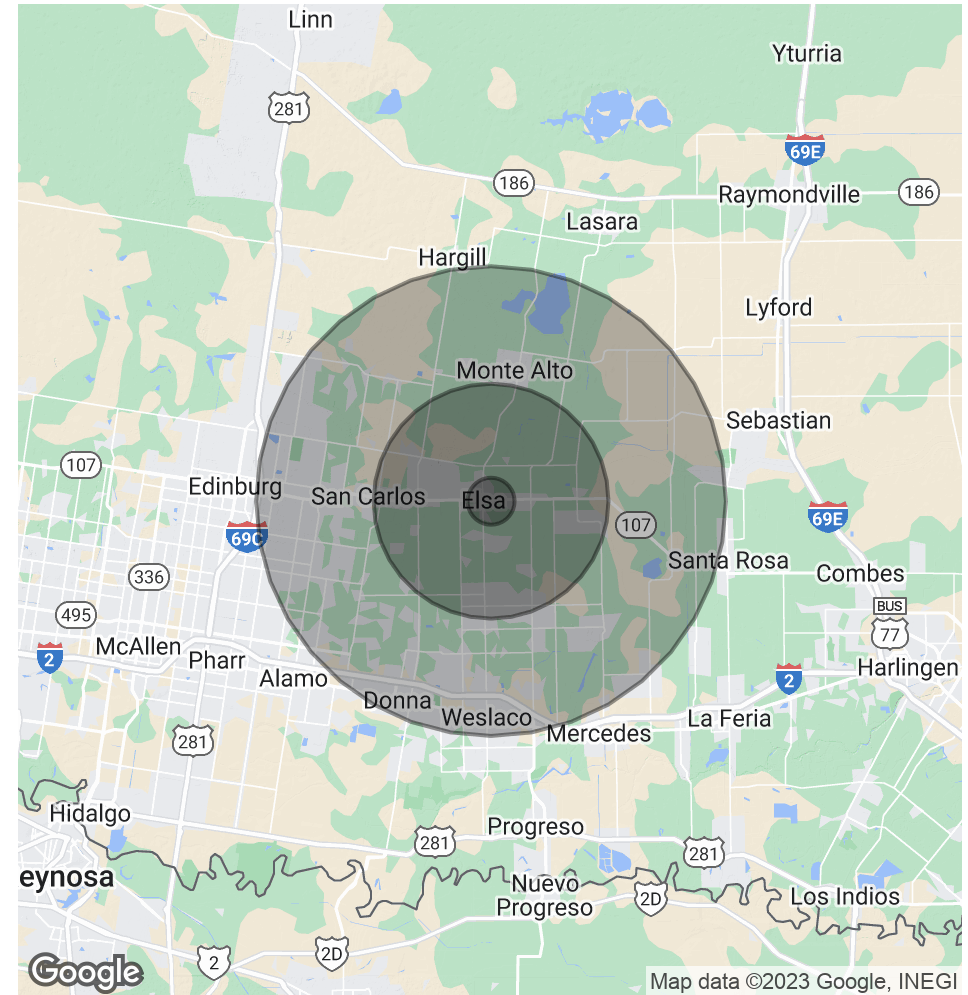 Linn
Yturria
281
69E
186
Raymondville
186
Lasara
Hargill
Lyford
Monte Alto
Sebastian
107
Edinburg
San Carlos
Elsa
107
69E
69C
Santa Rosa
Combes
336
BUS
77
495
McAllen
2
Pharr
Alamo
2
Harlingen
Donna
Weslaco
La Feria
Mercedes
281
Hidalgo
Progreso
281
281
eynosa
Nuevo
Progreso
2D
Los Indios
2
2D
Google
Map data ©2023 Google, INEGI